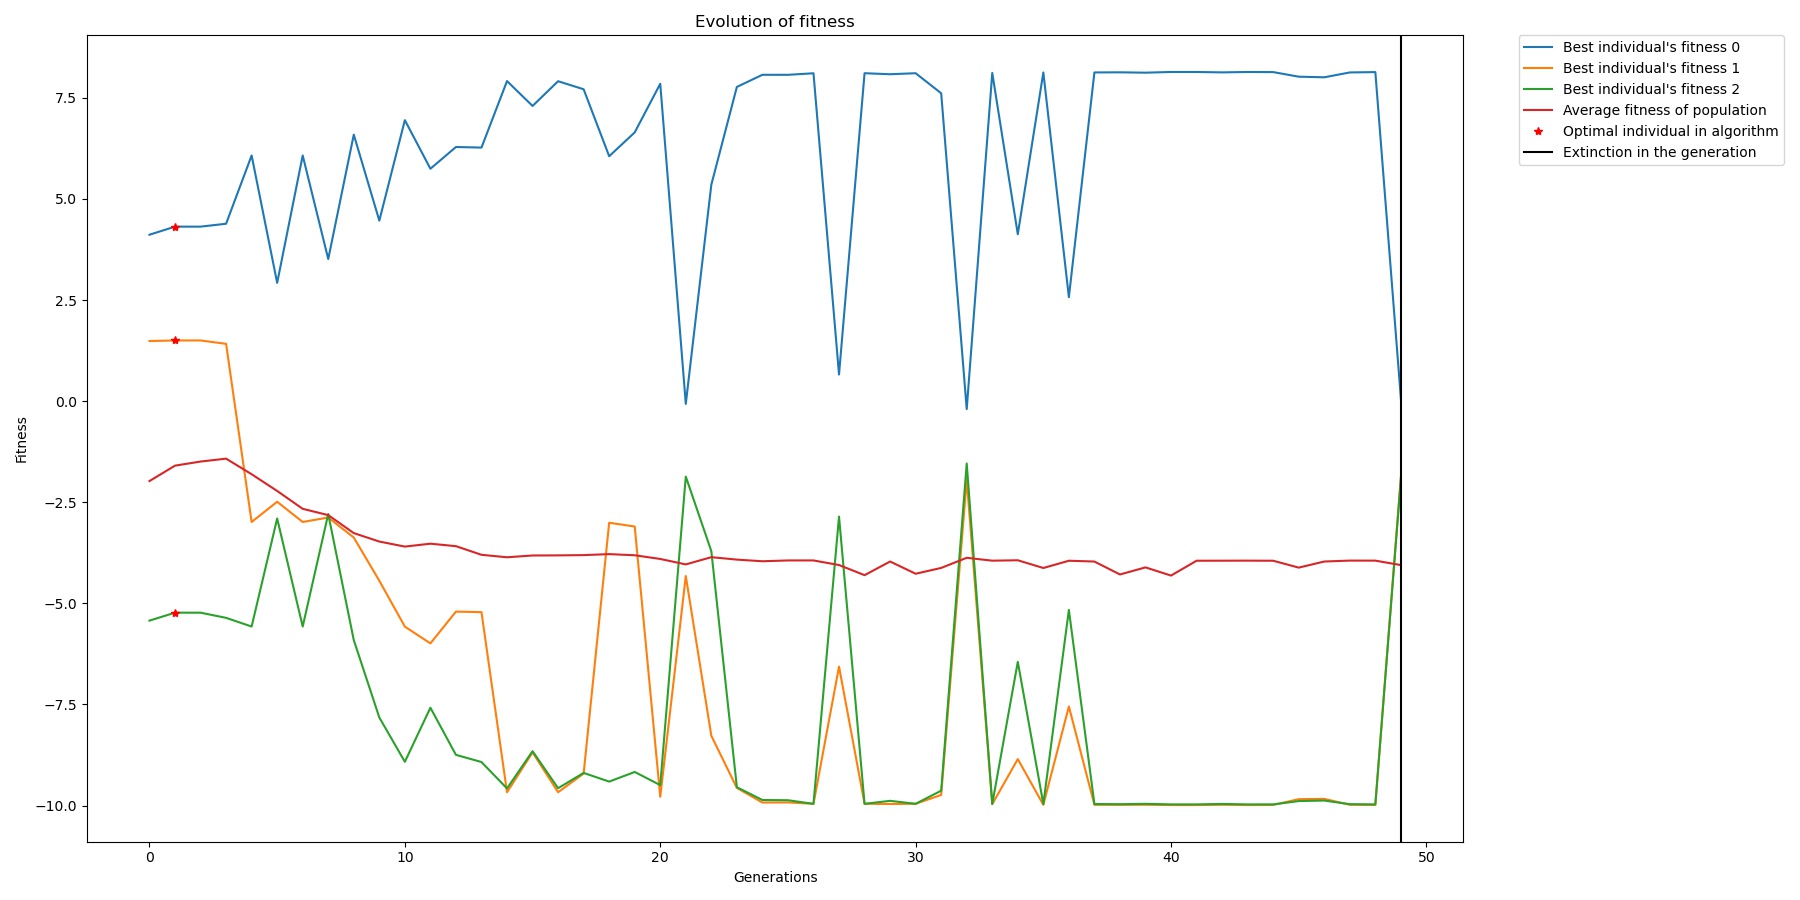 Evolution of fitness
Best individual's fitness 0
Best individual's fitness 1
Best individual's fitness 2
Average fitness of population
Optimal individual in algorithm
Extinction in the generation
Fitness
7.5
5.0
2.5
0.0
−2.5
−5.0
−7.5
−10.0
0 10 20 30 40 50
Generations